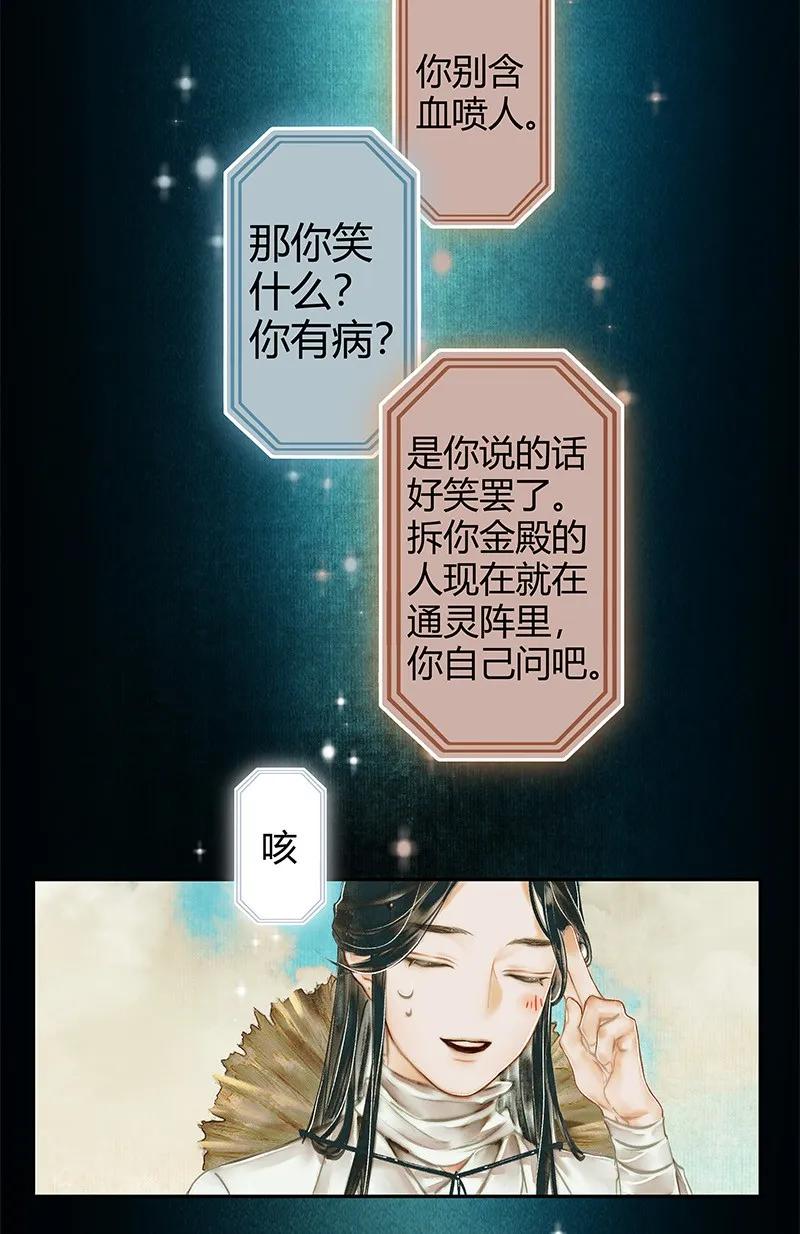 你别含
血喷人。
那你笑
什么？
你有病？
是你说的话
好笑罢了。
拆你金殿的
人现在就在
通灵阵里，
你自己问吧。
咳